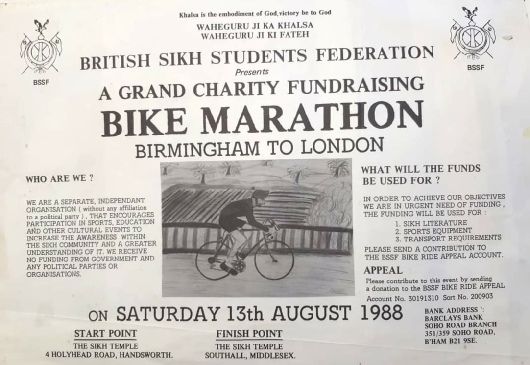 Khalsa is the embodiment of God, victory be to God
WAHEGURU JI KA KHALSA
WAHEGURU JI KI FATEH
BSSF
BSSF
BRITISH SIKH STUDENTS FEDERATION
Presents
A GRAND CHARITY FUNDRAISING
BIKE MARATHON
BIRMINGHAM TO LONDON
WHO ARE WE ?
WE ARE A SEPARATE, INDEPENDANT
ORGANISATION ( without any affiliation
to a political party ), THAT ENCOURAGES
PARTICIPATION IN SPORTS, EDUCATION
AND OTHER CULTURAL EVENTS TO
INCREASE THE AWARENESS WITHIN
THE SIKH COMMUNITY AND A GREATER
UNDERSTANDING OF IT. WE RECEIVE
NO FUNDING FROM GOVERNMENT AND
ANY POLITICAL PARTIES OR
ORGANISATIONS.
WHAT WILL THE FUNDS
BE USED FOR ?
IN ORDER TO ACHIEVE OUR OBJECTIVES
WE ARE IN URGENT NEED OF FUNDING ,
THE FUNDING WILL BE USED FOR :
1. SIKH LITERATURE
2. SPORTS EQUIPMENT
3. TRANSPORT REQUIREMENTS
PLEASE SEND A CONTRIBUTION TO
THE BSSF BIKE RIDE APPEAL ACCOUNT.
APPEAL
Please contribute to this event by sending
a donation to the BSSF BIKE RIDE APPEAL
Account No. 50191310 Sort No. 200903
BANK ADDRESS :
BARCLAYS BANK
SOHO ROAD BRANCH
351/359 SOHO ROAD,
B'HAM B21 9SE.
ON SATURDAY 13th AUGUST 1988
START POINT
THE SIKH TEMPLE
4 HOLYHEAD ROAD, HANDSWORTH.
FINISH POINT
THE SIKH TEMPLE
SOUTHALL, MIDDLESEX.